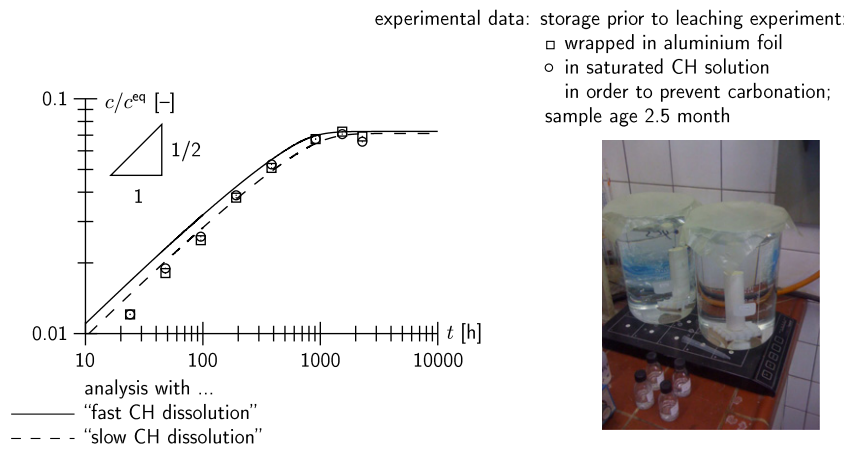 experimental data: storage prior to leaching experiment:
wrapped in aluminium foil
in saturated CH solution
in order to prevent carbonation;
sample age 2.5 month
0.1
c/c^eq [–]
1/2
1
0.01
t [h]
10 100 1000 10000
analysis with ...
“fast CH dissolution”
“slow CH dissolution”